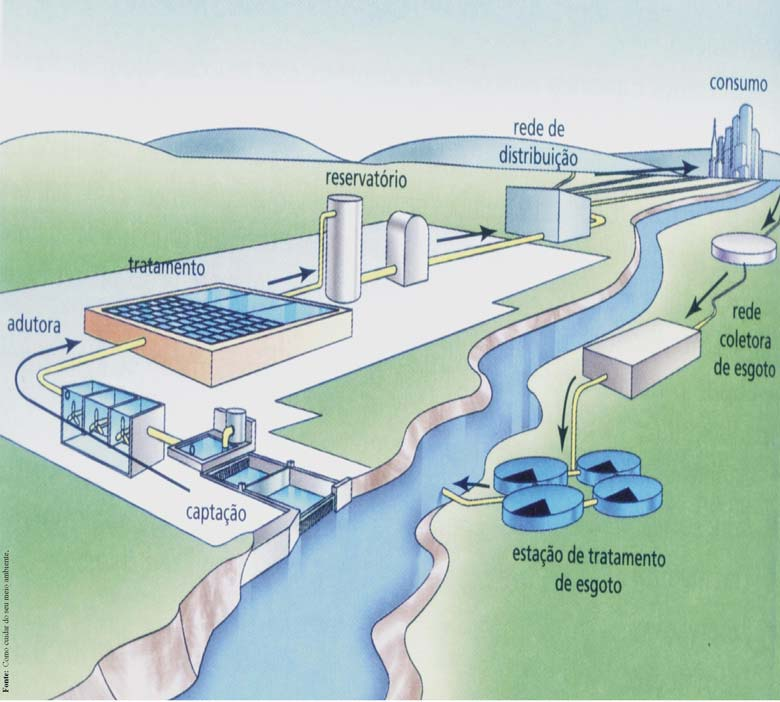 consumo
rede de
distribuição
reservatório
tratamento
adutora
rede
coletora
de esgoto
captação
estação de tratamento
de esgoto
Fonte: Como cuidar do seu meio ambiente.